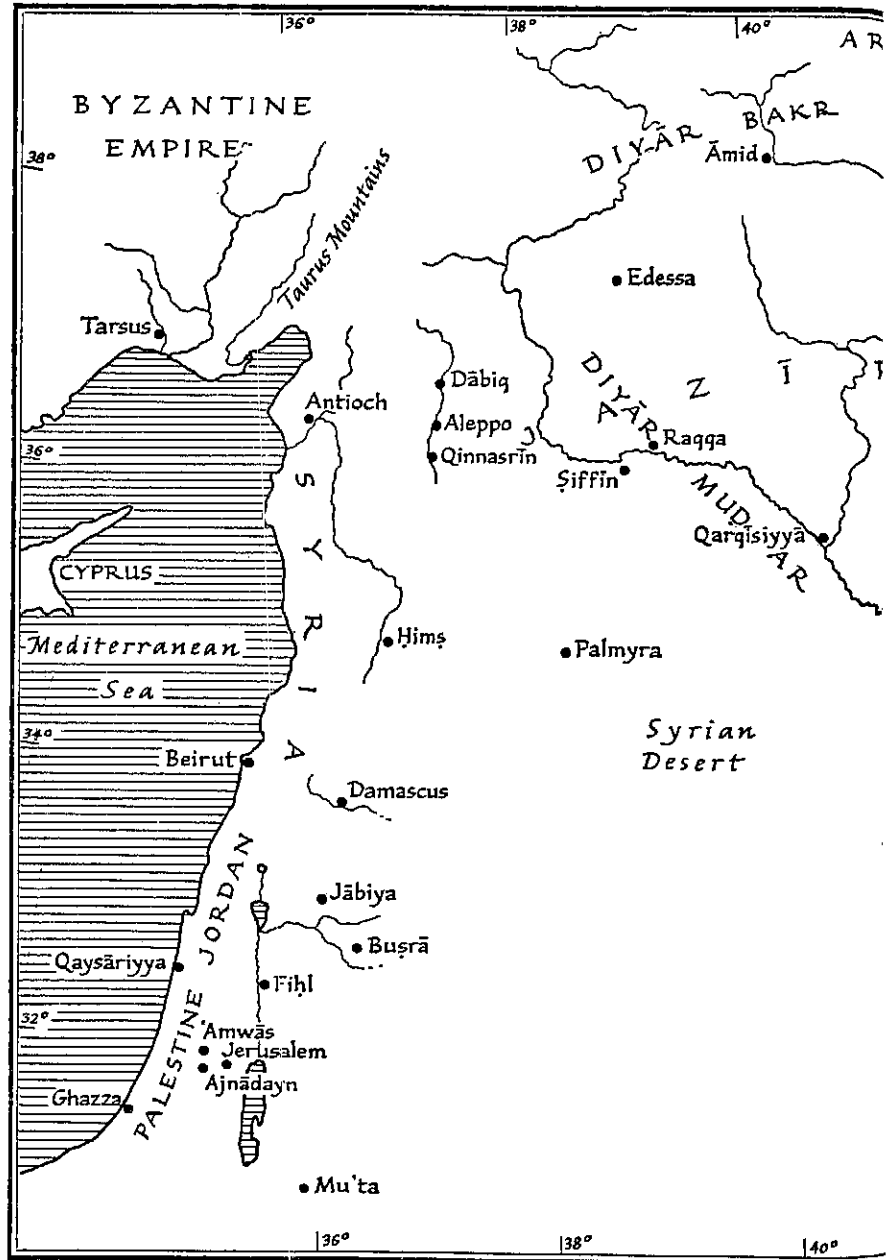 36°
38°
40°
AR
BYZANTINE
EMPIRE
38°
DIYĀR
BAKR
Āmid
Taurus Mountains
Edessa
Tarsus
Dābiq
DIYĀR
MUḌAR
J A Z Ī R
Antioch
Aleppo
Raqqa
36°
Qinnasrīn
Ṣiffīn
SYRIA
Qarqīsiyyā
CYPRUS
Ḥimṣ
Palmyra
Mediterranean
Sea
34°
Syrian
Desert
Beirut
Damascus
JORDAN
Jābiya
Buṣrā
Qaysāriyya
Fiḥl
32°
PALESTINE
Amwās
Jerusalem
Ajnādayn
Ghazza
Mu'ta
36°
38°
40°